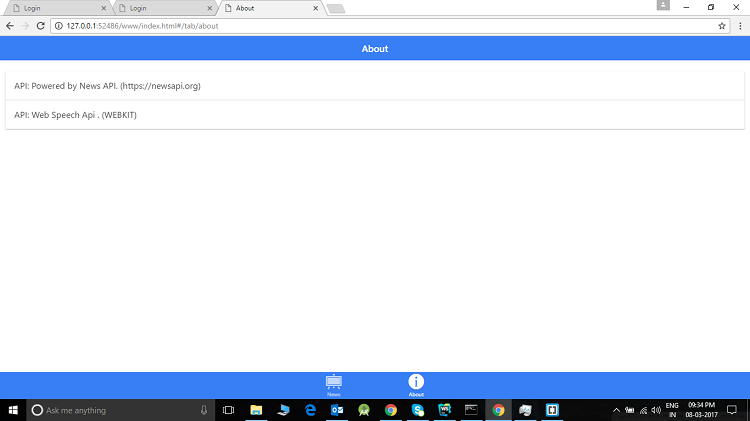 Login
Login
About
127.0.0.1:52486/www/index.html#/tab/about
About
API: Powered by News API. (https://newsapi.org)
API: Web Speech Api . (WEBKIT)
News
About
Ask me anything
ENG
IN
09:34 PM
08-03-2017